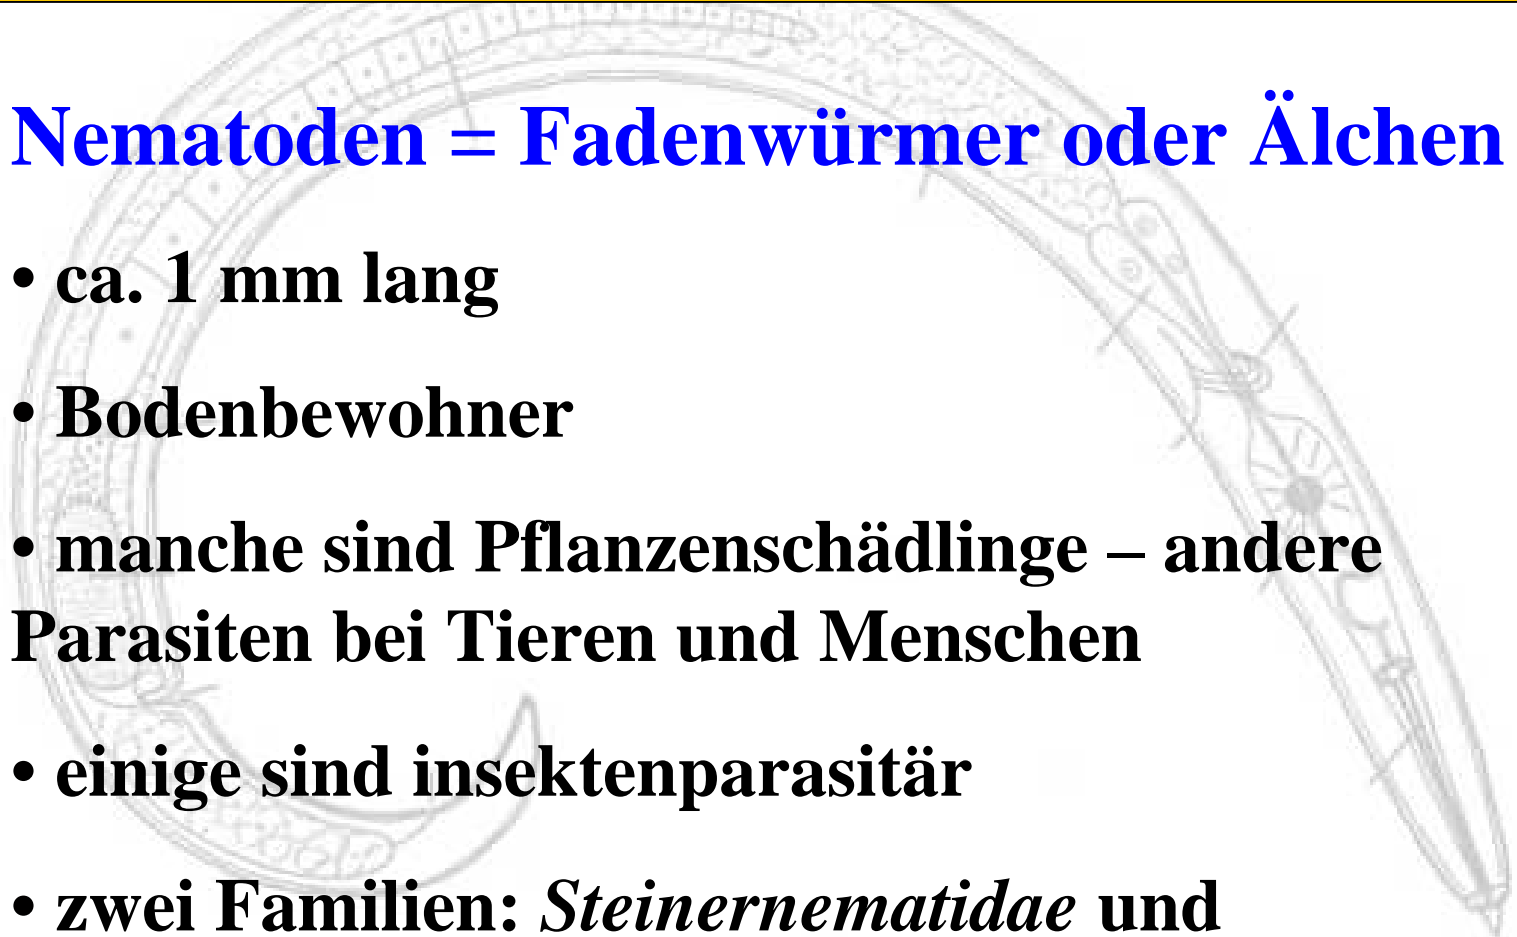 Nematoden = Fadenwürmer oder Älchen
• ca. 1 mm lang
• Bodenbewohner
• manche sind Pflanzenschädlinge – andere
Parasiten bei Tieren und Menschen
• einige sind insektenparasitär
• zwei Familien: Steinernematidae und